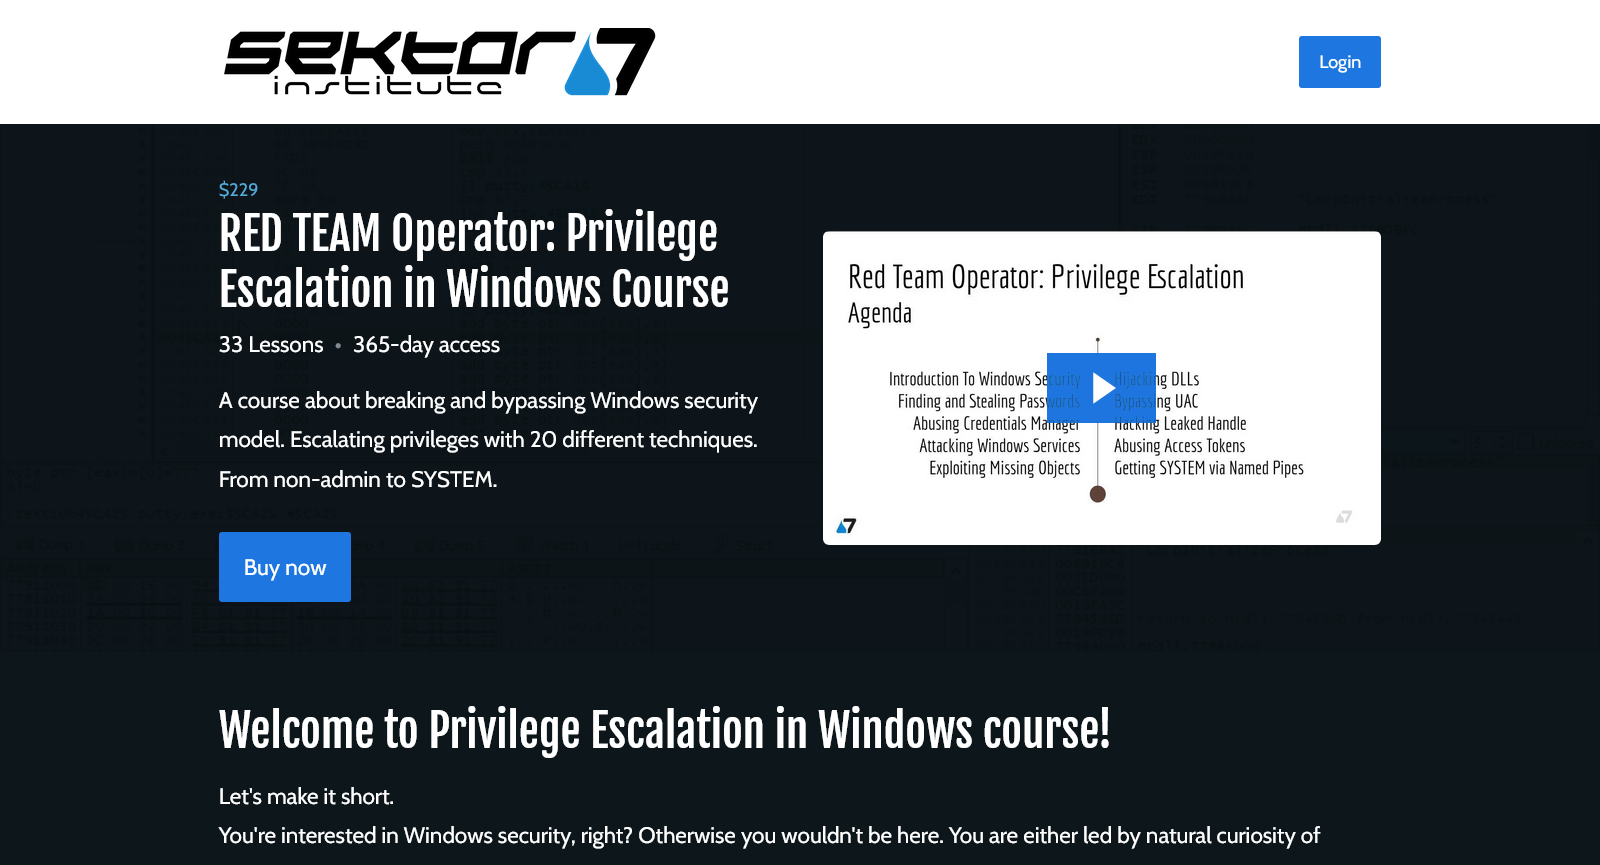 sektor7
institute
Login
$229
RED TEAM Operator: Privilege
Escalation in Windows Course
33 Lessons • 365-day access
A course about breaking and bypassing Windows security
model. Escalating privileges with 20 different techniques.
From non-admin to SYSTEM.
Buy now
Red Team Operator: Privilege Escalation
Agenda
Introduction To Windows Security
Finding and Stealing Passwords
Abusing Credentials Manager
Attacking Windows Services
Exploiting Missing Objects
Hijacking DLLs
Bypassing UAC
Hacking Leaked Handle
Abusing Access Tokens
Getting SYSTEM via Named Pipes
7
7
Welcome to Privilege Escalation in Windows course!
Let's make it short.
You're interested in Windows security, right? Otherwise you wouldn't be here. You are either led by natural curiosity of